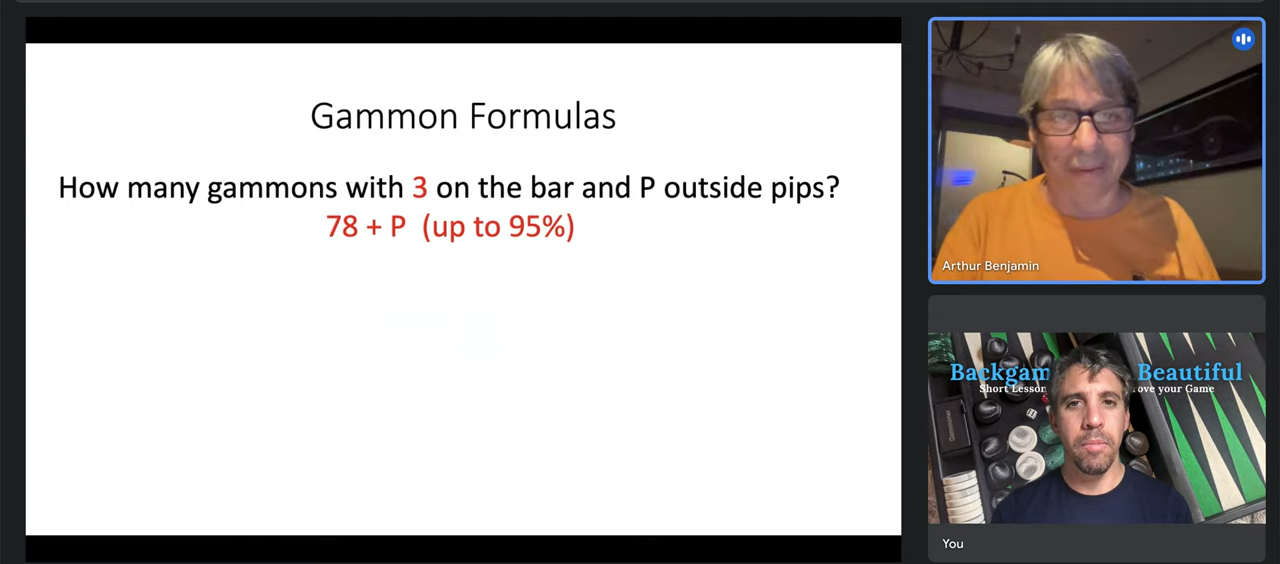 Gammon Formulas
How many gammons with 3 on the bar and P outside pips?
78 + P (up to 95%)
Arthur Benjamin
Backgam Beautiful
Short Lesson ove your Game
You